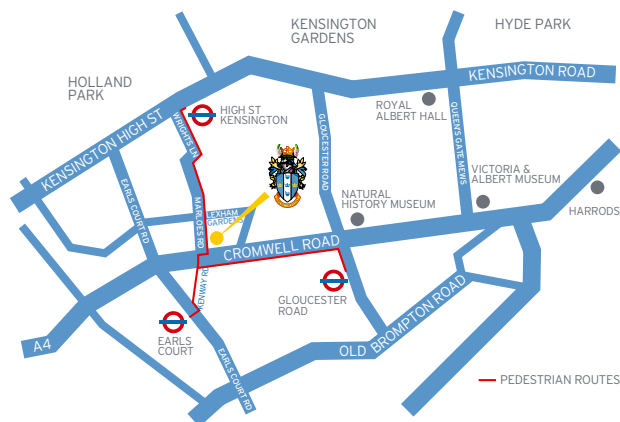 KENSINGTON
GARDENS
HYDE PARK
HOLLAND
PARK
KENSINGTON ROAD
ROYAL
ALBERT HALL
HIGH ST
KENSINGTON
KENSINGTON HIGH ST
WRIGHTS LN
GLOUCESTER ROAD
QUEEN'S GATE MEWS
EARLS COURT RD
MARLOES RD
LEXHAM
GARDENS
NATURAL
HISTORY MUSEUM
VICTORIA &
ALBERT MUSEUM
HARRODS
CROMWELL ROAD
KENWAY RD
GLOUCESTER
ROAD
EARLS
COURT
A4
OLD BROMPTON ROAD
EARLS COURT RD
PEDESTRIAN ROUTES